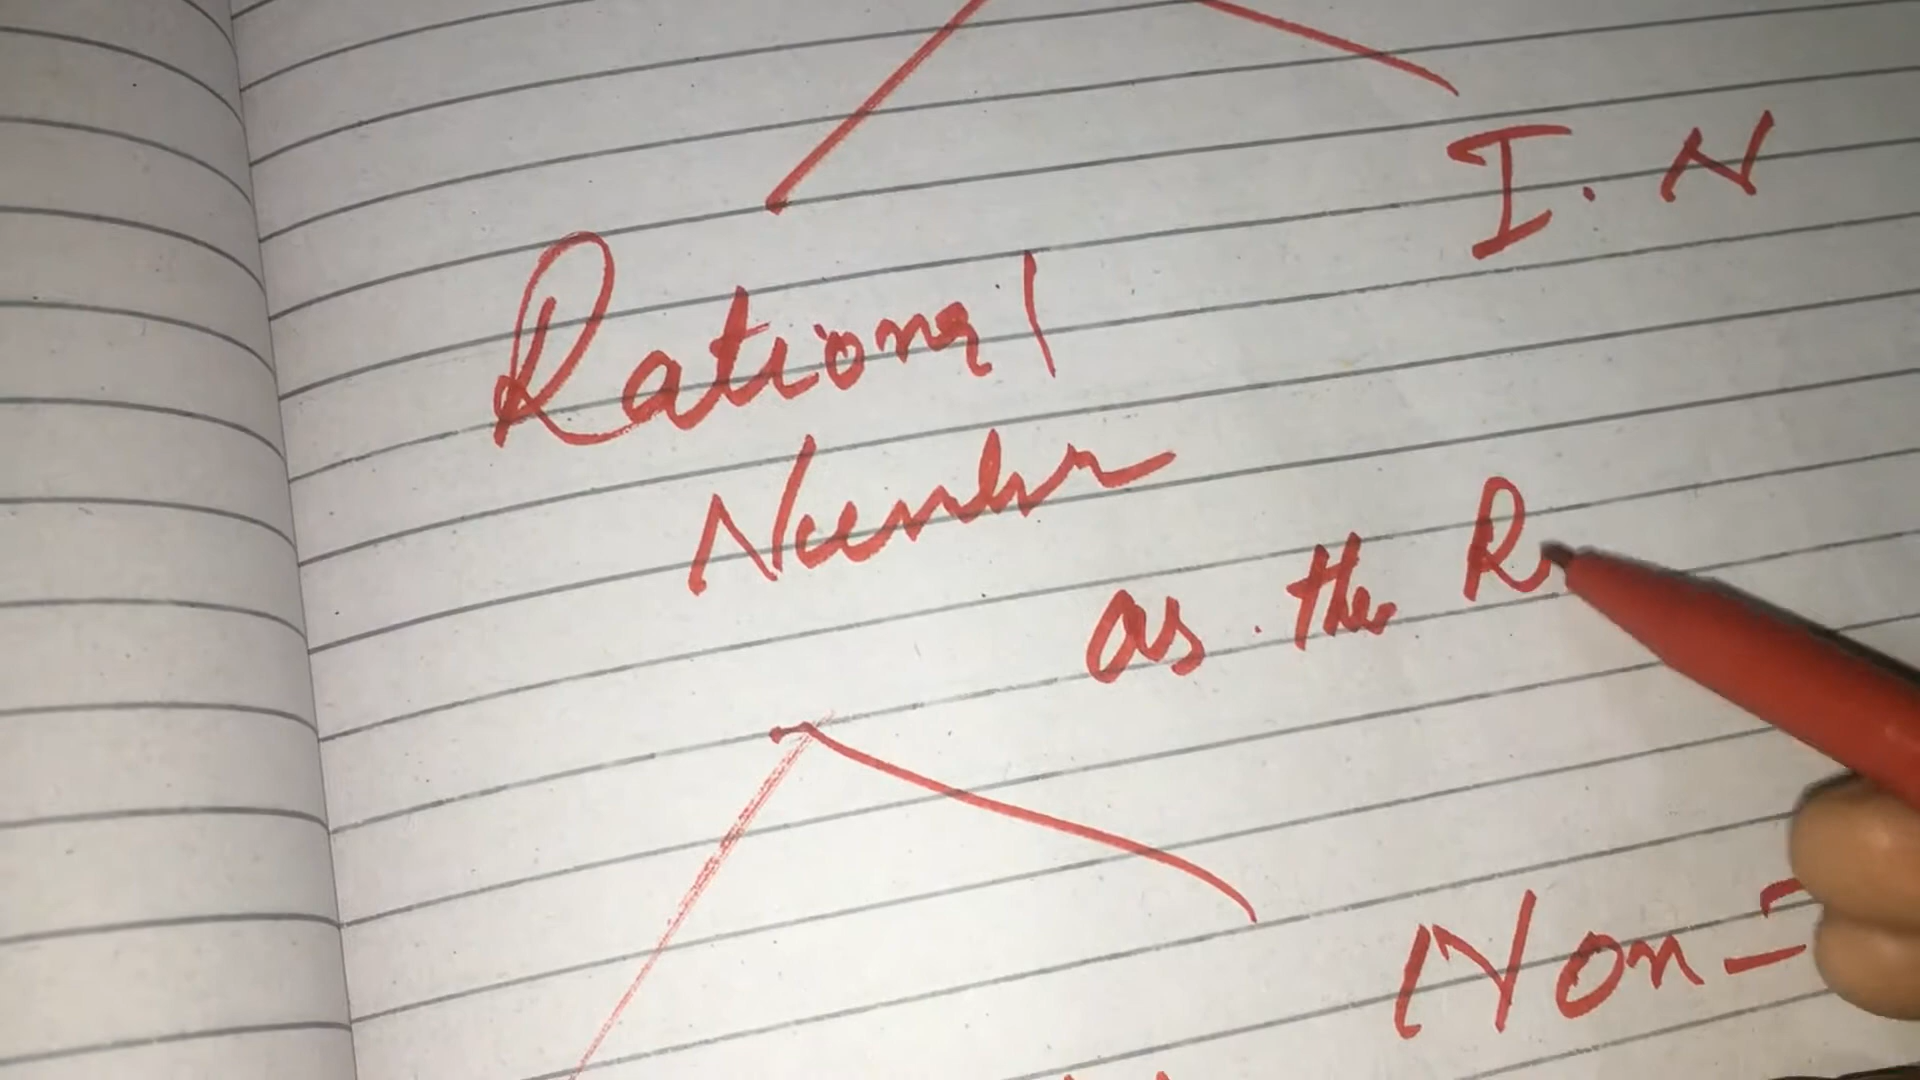 I. N
Rational
Number
as the R
Non-